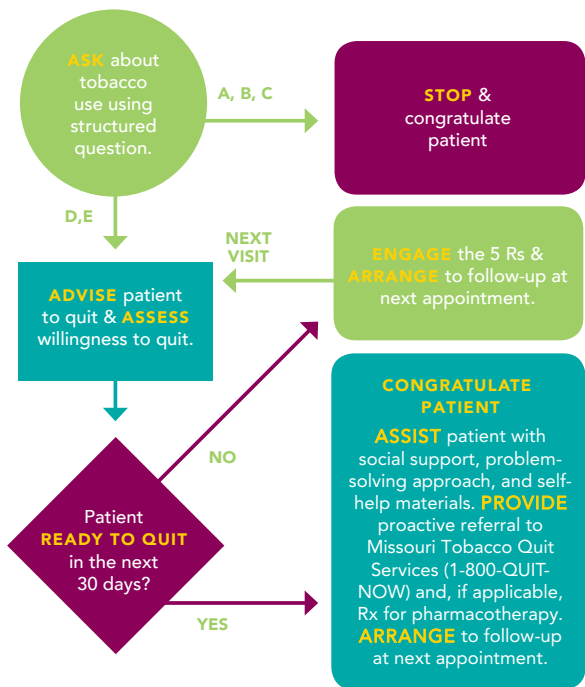 ASK about
tobacco
use using
structured
question.
A, B, C
STOP &
congratulate
patient
D,E
NEXT
VISIT
ENGAGE the 5 Rs &
ARRANGE to follow-up at
next appointment.
ADVISE patient
to quit & ASSESS
willingness to quit.
NO
Patient
READY TO QUIT
in the next
30 days?
YES
CONGRATULATE
PATIENT
ASSIST patient with
social support, problem-
solving approach, and self-
help materials. PROVIDE
proactive referral to
Missouri Tobacco Quit
Services (1-800-QUIT-
NOW) and, if applicable,
Rx for pharmacotherapy.
ARRANGE to follow-up
at next appointment.